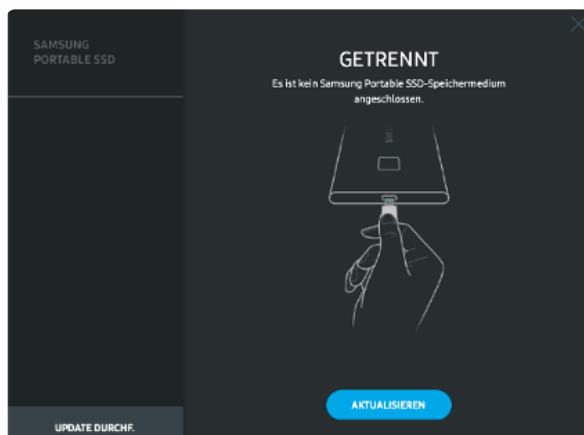 SAMSUNG
PORTABLE SSD
GETRENNT
Es ist kein Samsung Portable SSD-Speichermedium
angeschlossen.
AKTUALISIEREN
UPDATE DURCHF.